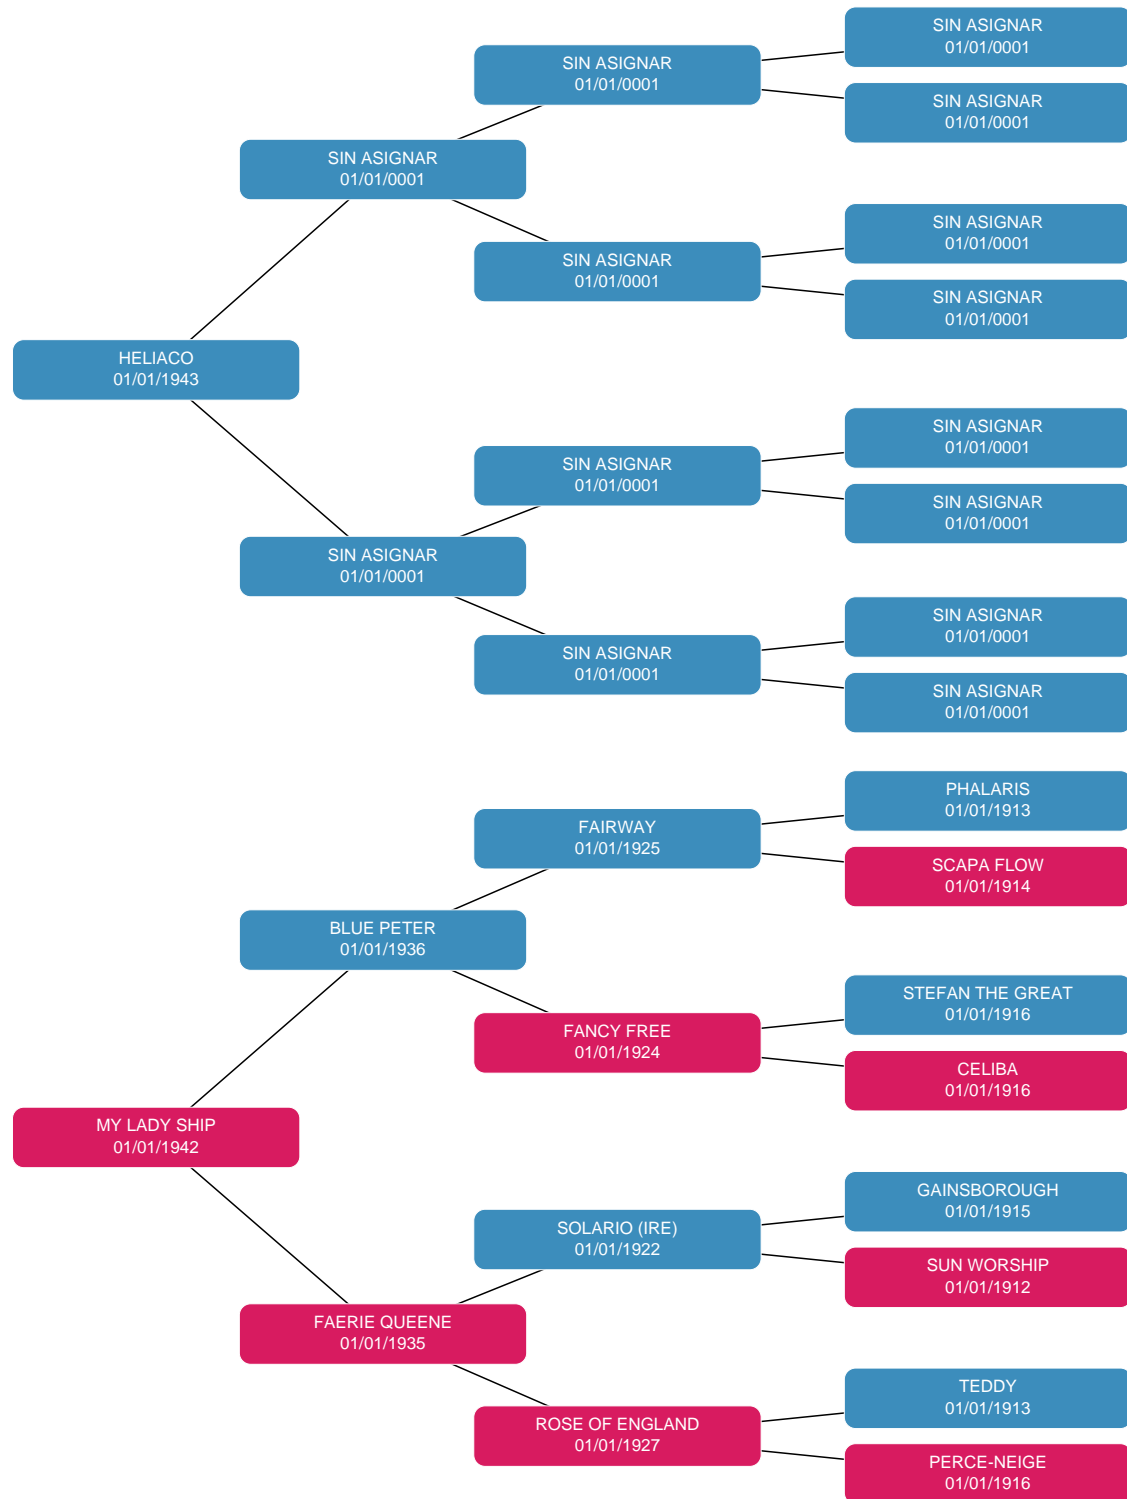 SIN ASIGNAR
01/01/0001
SIN ASIGNAR
01/01/0001
SIN ASIGNAR
01/01/0001
SIN ASIGNAR
01/01/0001
SIN ASIGNAR
01/01/0001
SIN ASIGNAR
01/01/0001
SIN ASIGNAR
01/01/0001
HELIACO
01/01/1943
SIN ASIGNAR
01/01/0001
SIN ASIGNAR
01/01/0001
SIN ASIGNAR
01/01/0001
SIN ASIGNAR
01/01/0001
SIN ASIGNAR
01/01/0001
SIN ASIGNAR
01/01/0001
SIN ASIGNAR
01/01/0001
PHALARIS
01/01/1913
FAIRWAY
01/01/1925
SCAPA FLOW
01/01/1914
BLUE PETER
01/01/1936
STEFAN THE GREAT
01/01/1916
FANCY FREE
01/01/1924
CELIBA
01/01/1916
MY LADY SHIP
01/01/1942
GAINSBOROUGH
01/01/1915
SOLARIO (IRE)
01/01/1922
SUN WORSHIP
01/01/1912
FAERIE QUEENE
01/01/1935
TEDDY
01/01/1913
ROSE OF ENGLAND
01/01/1927
PERCE-NEIGE
01/01/1916